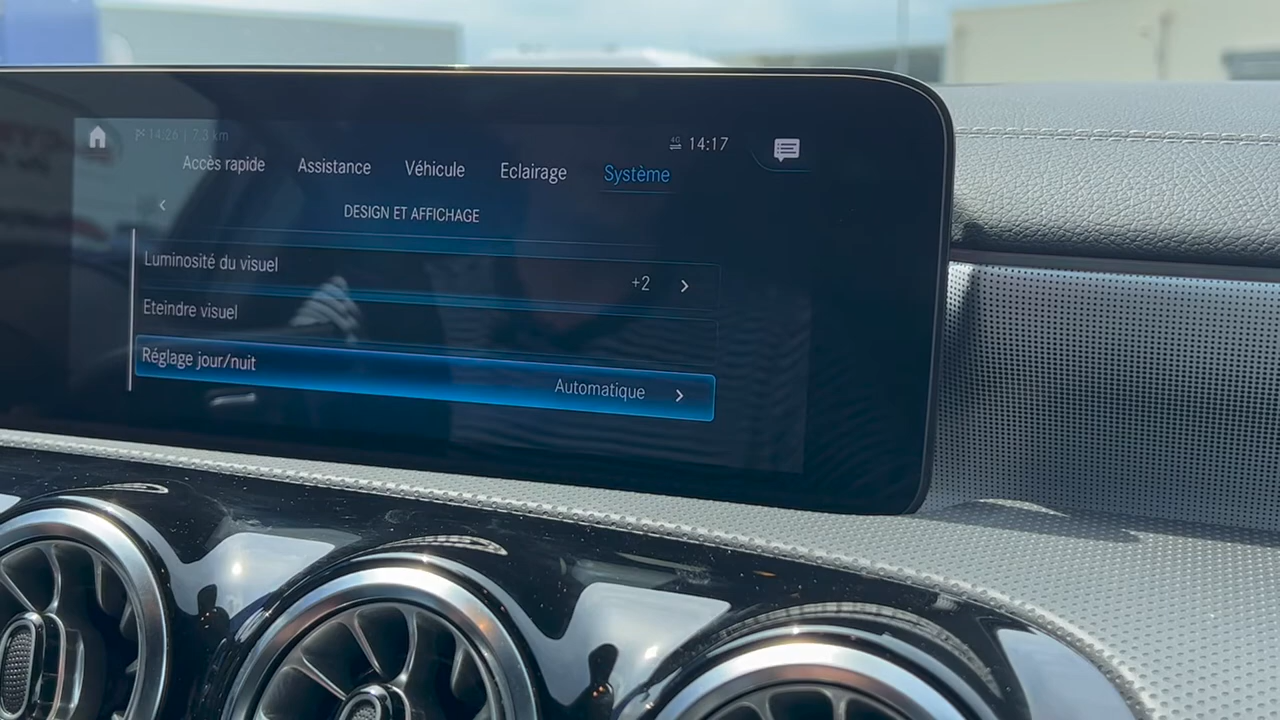 14:26 | 7,3 km
4G 14:17
Accès rapide Assistance Véhicule Eclairage Système
DESIGN ET AFFICHAGE
Luminosité du visuel +2
Eteindre visuel
Réglage jour/nuit Automatique